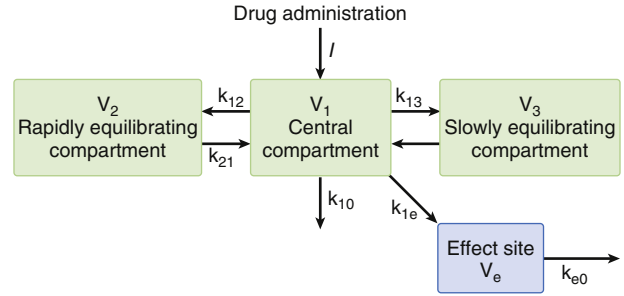 Drug administration
I
V2
Rapidly equilibrating
compartment
k12
k21
V1
Central
compartment
k13
V3
Slowly equilibrating
compartment
k10
k1e
Effect site
Ve
ke0